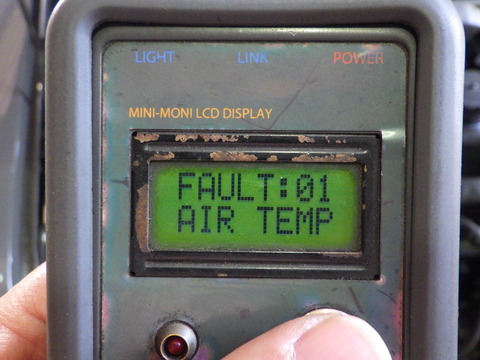 LIGHT LINK POWER
MINI-MONI LCD DISPLAY
FAULT:01
AIR TEMP